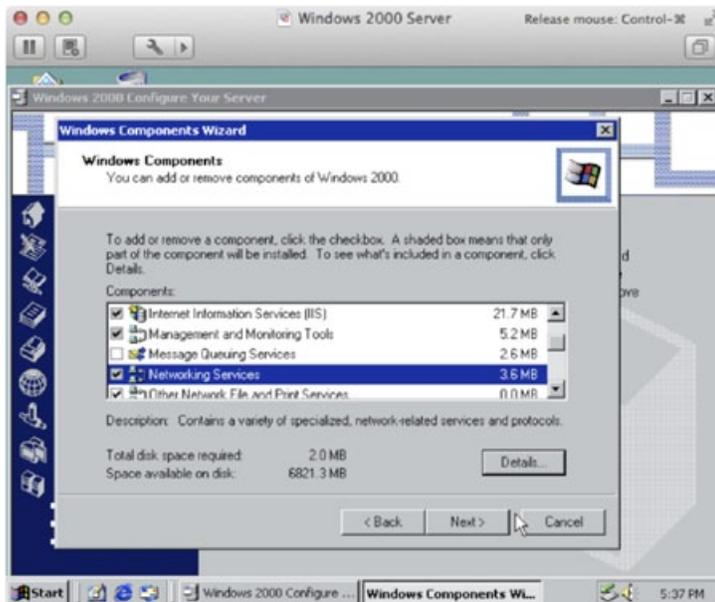 Windows 2000 Server
Release mouse: Control-⌘
Windows 2000 Configure Your Server
Windows Components Wizard
Windows Components
You can add or remove components of Windows 2000.
To add or remove a component, click the checkbox. A shaded box means that only
part of the component will be installed. To see what's included in a component, click
Details.
Components:
Internet Information Services (IIS) 21.7 MB
Management and Monitoring Tools 5.2 MB
Message Queuing Services 2.6 MB
Networking Services 3.6 MB
Other Network File and Print Services 0.0 MB
Description: Contains a variety of specialized, network-related services and protocols.
Total disk space required: 2.0 MB
Space available on disk: 6821.3 MB
Details...
< Back
Next >
Cancel
Start
Windows 2000 Configure ...
Windows Components Wi...
5:37 PM